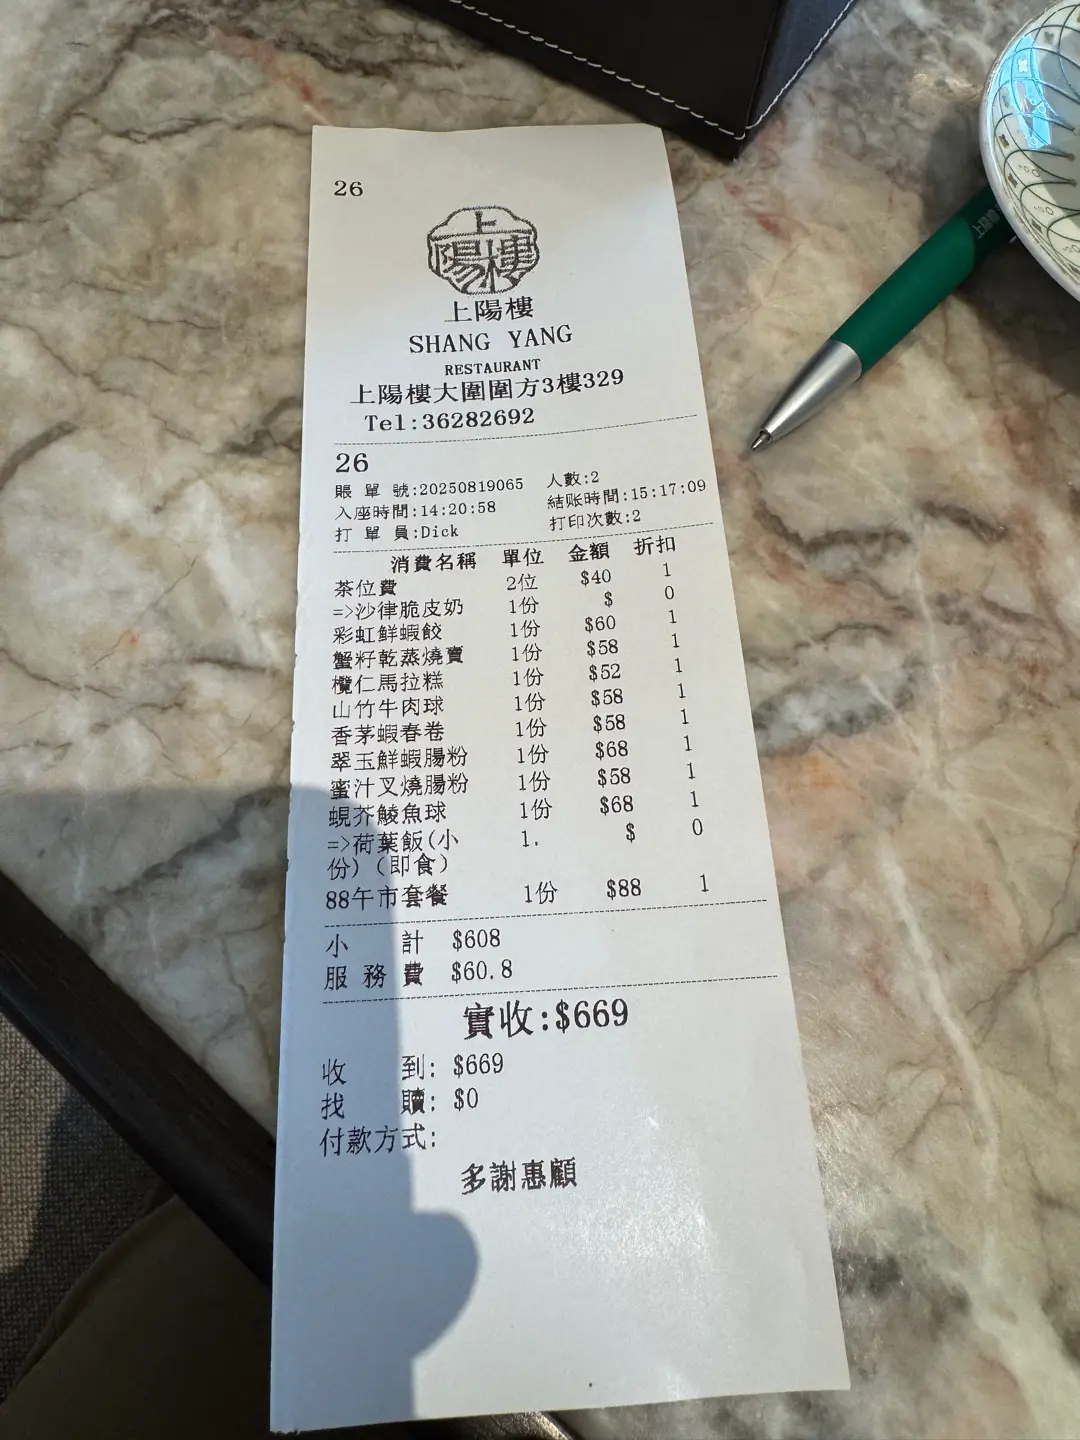 26
上陽樓
上陽樓
SHANG YANG
RESTAURANT
上陽樓大圍圍方3樓329
Tel:36282692
26
賬 單 號:20250819065 人數:2
入座時間:14:20:58 結账時間:15:17:09
打 單 員:Dick 打印次數:2
消費名稱 單位 金額 折扣
茶位費 2位 $40 1
=>沙律脆皮奶 1份 $ 0
彩虹鮮蝦餃 1份 $60 1
蟹籽乾蒸燒賣 1份 $58 1
欖仁馬拉糕 1份 $52 1
山竹牛肉球 1份 $58 1
香茅蝦春卷 1份 $58 1
翠玉鮮蝦腸粉 1份 $68 1
蜜汁叉燒腸粉 1份 $58 1
蜆芥鯪魚球 1份 $68 1
=>荷葉飯(小 1. $ 0
份)(即食)
88午市套餐 1份 $88 1
小 計 $608
服 務 費 $60.8
實收:$669
收 到: $669
找 贖: $0
付款方式:
多謝惠顧